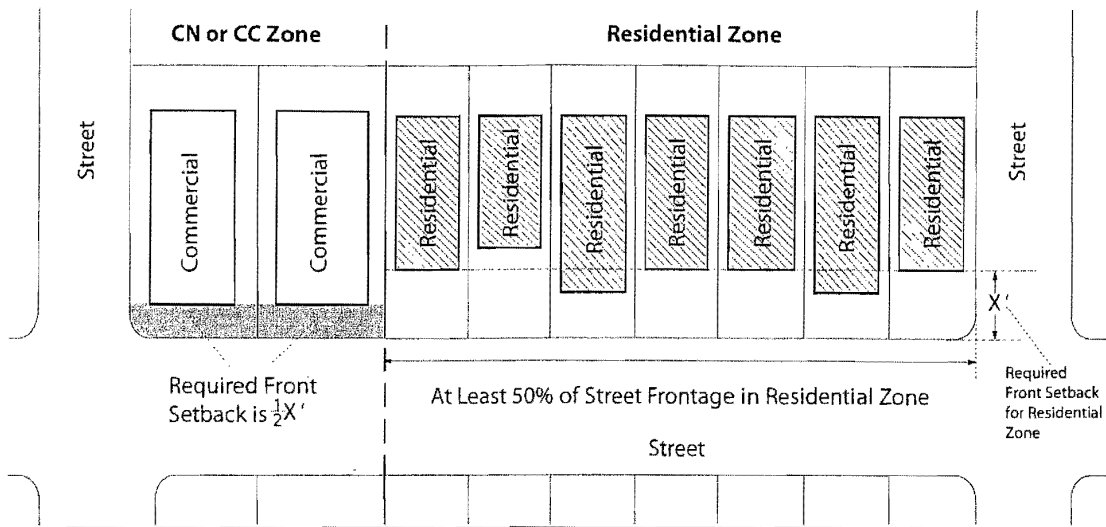 CN or CC Zone
Residential Zone
Street
Commercial
Commercial
Residential
Residential
Residential
Residential
Residential
Residential
Residential
Street
X'
Required Front
Setback is ½X'
At Least 50% of Street Frontage in Residential Zone
Required
Front Setback
for Residential
Zone
Street